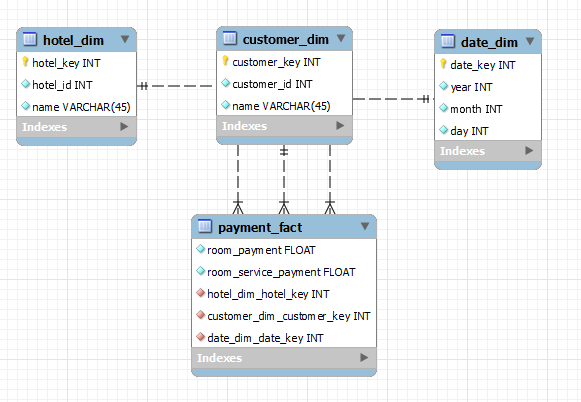 hotel_dim
hotel_key INT
hotel_id INT
name VARCHAR(45)
Indexes
customer_dim
customer_key INT
customer_id INT
name VARCHAR(45)
Indexes
date_dim
date_key INT
year INT
month INT
day INT
Indexes
payment_fact
room_payment FLOAT
room_service_payment FLOAT
hotel_dim_hotel_key INT
customer_dim_customer_key INT
date_dim_date_key INT
Indexes